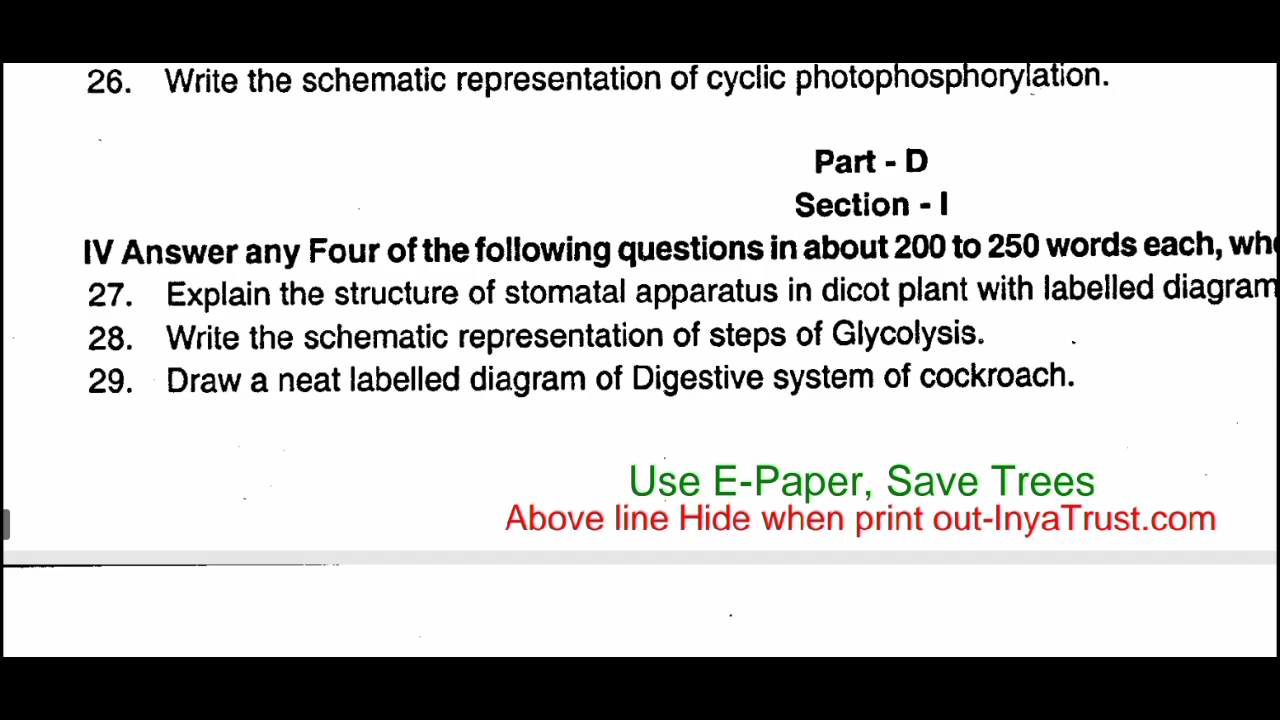 26. Write the schematic representation of cyclic photophosphorylation.
Part - D
Section - I
IV Answer any Four of the following questions in about 200 to 250 words each,
27. Explain the structure of stomatal apparatus in dicot plant with labelled diagram
28. Write the schematic representation of steps of Glycolysis.
29. Draw a neat labelled diagram of Digestive system of cockroach.
Use E-Paper, Save Trees
Above line Hide when print out-InyaTrust.com